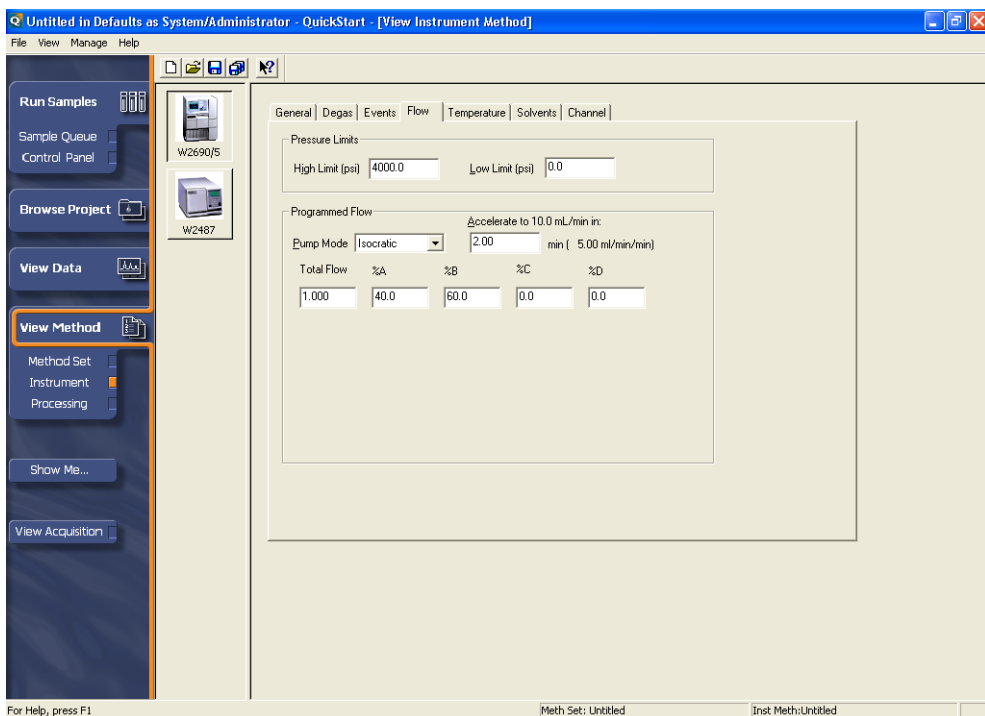 Untitled in Defaults as System/Administrator - QuickStart - [View Instrument Method]
File View Manage Help
Run Samples
Sample Queue
Control Panel
Browse Project
View Data
View Method
Method Set
Instrument
Processing
Show Me...
View Acquisition
W2690/5
W2487
General Degas Events Flow Temperature Solvents Channel
Pressure Limits
High Limit (psi) 4000.0 Low Limit (psi) 0.0
Programmed Flow
Accelerate to 10.0 mL/min in:
Pump Mode Isocratic 2.00 min ( 5.00 ml/min/min)
Total Flow %A %B %C %D
1.000 40.0 60.0 0.0 0.0
For Help, press F1 Meth Set: Untitled Inst Meth:Untitled